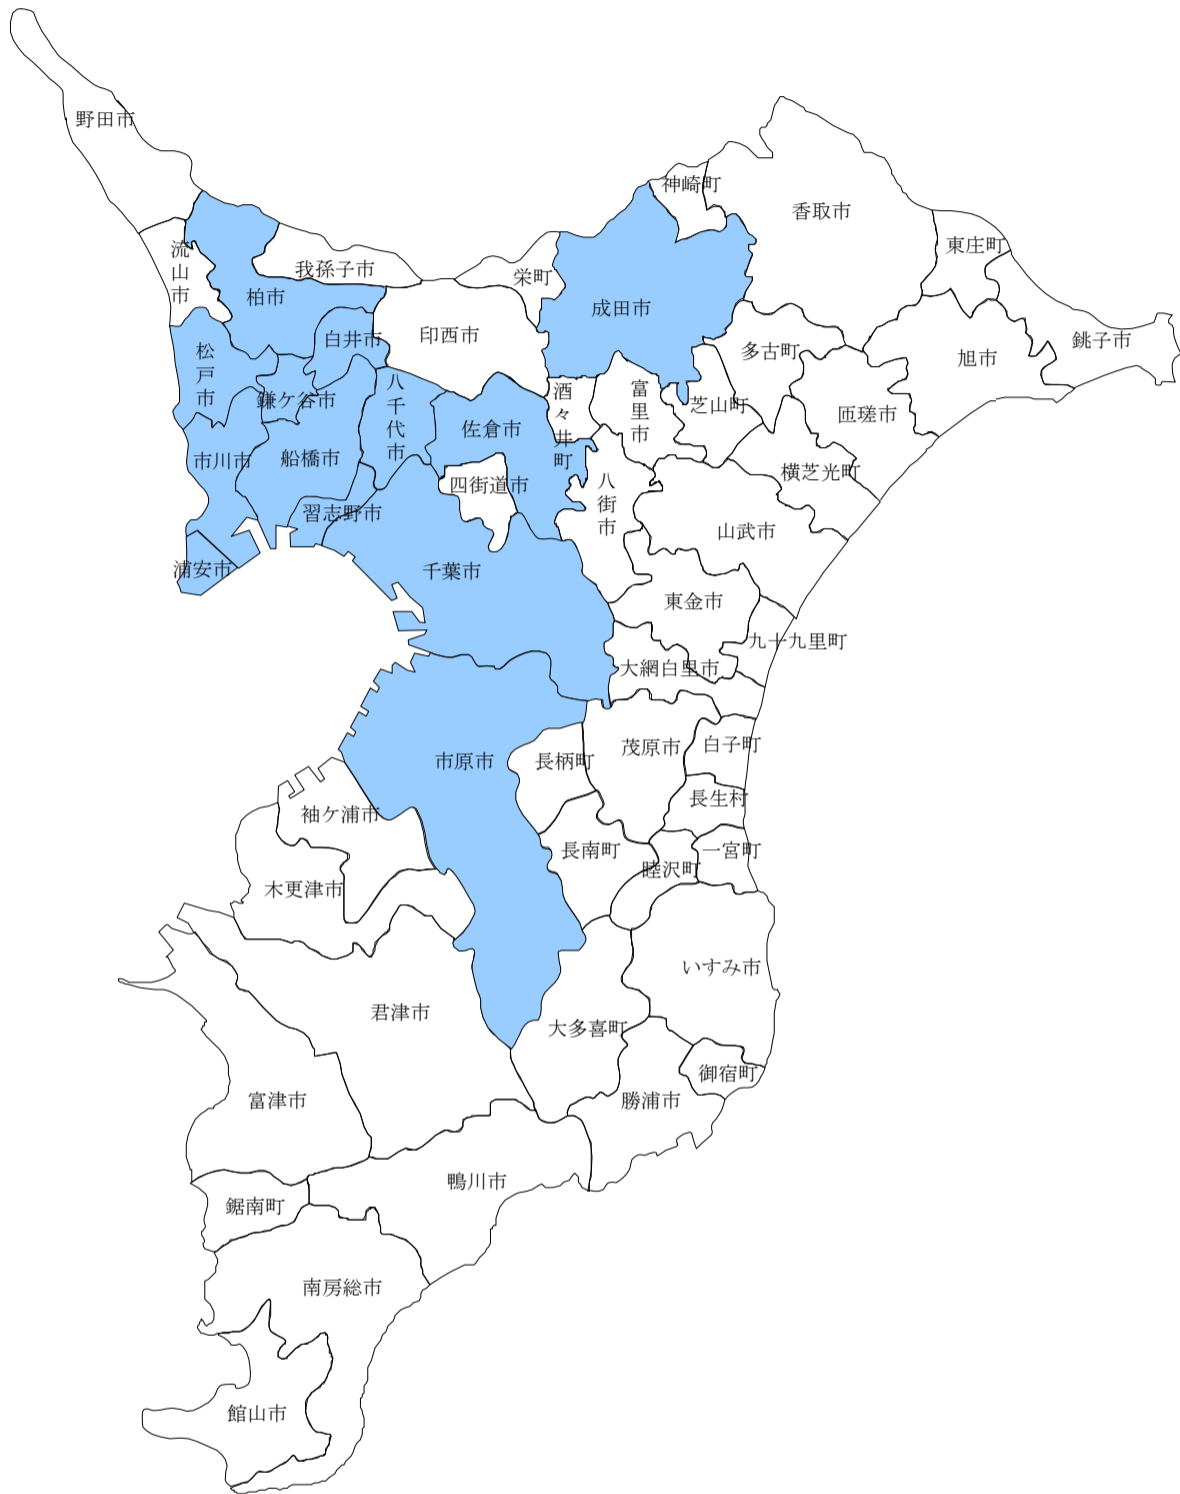 野田市
神崎町
香取市
東庄町
流山市
我孫子市
栄町
柏市
成田市
印西市
白井市
銚子市
多古町
旭市
松戸市
八千代市
鎌ケ谷市
酒々井町
富里市
芝山町
匝瑳市
佐倉市
市川市
船橋市
横芝光町
四街道市
八街市
習志野市
山武市
浦安市
千葉市
東金市
九十九里町
大網白里市
市原市
長柄町
茂原市
白子町
長生村
袖ケ浦市
長南町
一宮町
睦沢町
木更津市
いすみ市
君津市
大多喜町
御宿町
富津市
勝浦市
鴨川市
鋸南町
南房総市
館山市